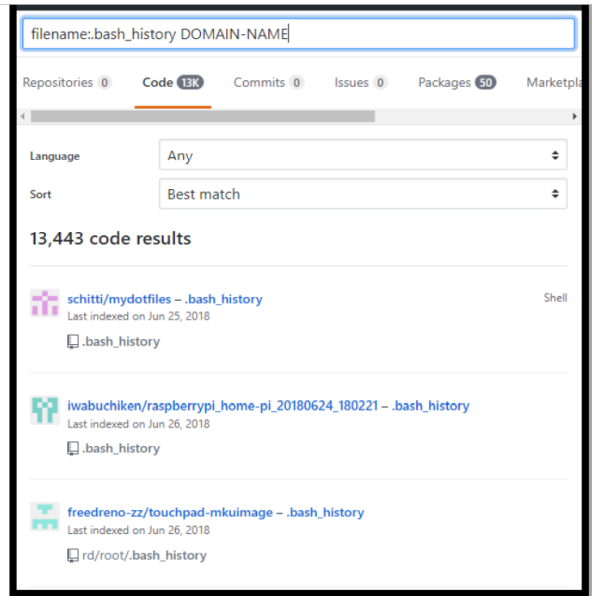 filename:.bash_history DOMAIN-NAME
Repositories 0 Code 13K Commits 0 Issues 0 Packages 50 Marketpla
Language Any
Sort Best match
13,443 code results
schitti/mydotfiles – .bash_history Shell
Last indexed on Jun 25, 2018
.bash_history
iwabuchiken/raspberrypi_home-pi_20180624_180221 – .bash_history
Last indexed on Jun 26, 2018
.bash_history
freedreno-zz/touchpad-mkuimage – .bash_history
Last indexed on Jun 26, 2018
rd/root/.bash_history